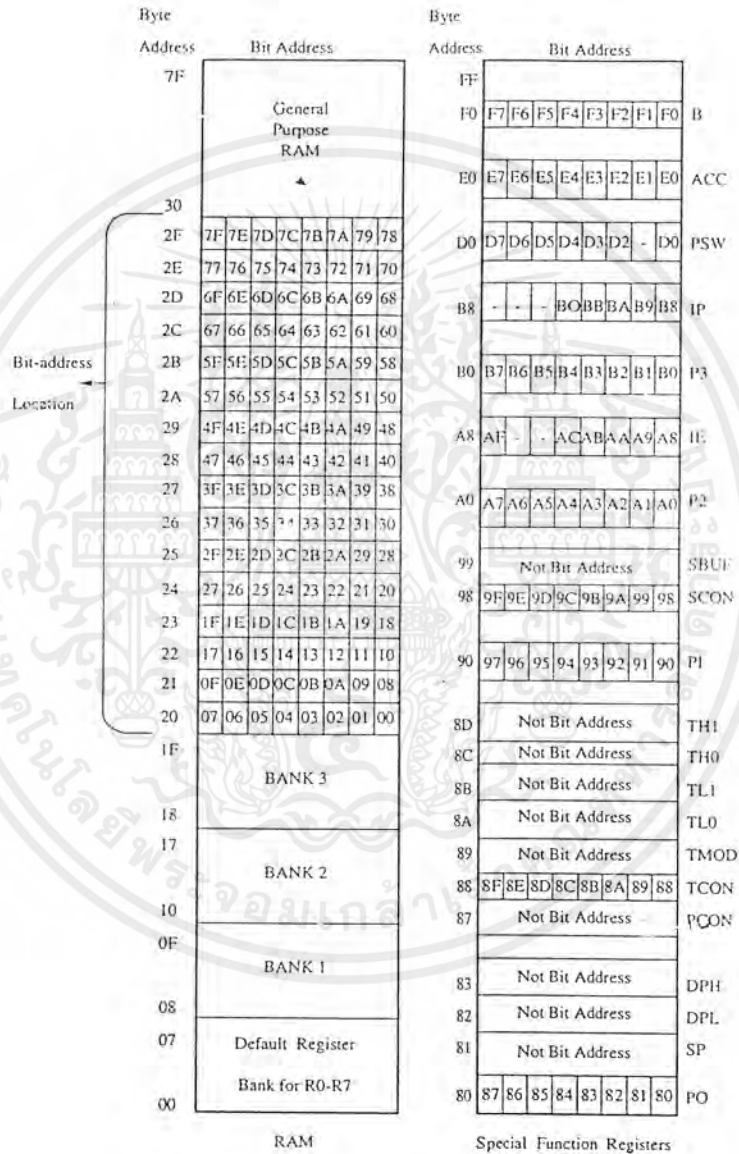 Byte
Address Bit Address
7F
General
Purpose
RAM
30
2F 7F 7E 7D 7C 7B 7A 79 78
2E 77 76 75 74 73 72 71 70
2D 6F 6E 6D 6C 6B 6A 69 68
2C 67 66 65 64 63 62 61 60
2B 5F 5E 5D 5C 5B 5A 59 58
2A 57 56 55 54 53 52 51 50
29 4F 4E 4D 4C 4B 4A 49 48
28 47 46 45 44 43 42 41 40
27 3F 3E 3D 3C 3B 3A 39 38
26 37 36 35 34 33 32 31 30
25 2F 2E 2D 2C 2B 2A 29 28
24 27 26 25 24 23 22 21 20
23 1F 1E 1D 1C 1B 1A 19 18
22 17 16 15 14 13 12 11 10
21 0F 0E 0D 0C 0B 0A 09 08
20 07 06 05 04 03 02 01 00
Bit-address
Location
1F
BANK 3
18
17
BANK 2
10
0F
BANK 1
08
07
Default Register
Bank for R0-R7
00
RAM
Byte
Address Bit Address
FF
F0 F7 F6 F5 F4 F3 F2 F1 F0 B
E0 E7 E6 E5 E4 E3 E2 E1 E0 ACC
D0 D7 D6 D5 D4 D3 D2 - D0 PSW
B8 - - - BO BB BA B9 B8 IP
B0 B7 B6 B5 B4 B3 B2 B1 B0 P3
A8 AF - - AC AB AA A9 A8 IE
A0 A7 A6 A5 A4 A3 A2 A1 A0 P2
99 Not Bit Address SBUF
98 9F 9E 9D 9C 9B 9A 99 98 SCON
90 97 96 95 94 93 92 91 90 P1
8D Not Bit Address TH1
8C Not Bit Address TH0
8B Not Bit Address TL1
8A Not Bit Address TL0
89 Not Bit Address TMOD
88 8F 8E 8D 8C 8B 8A 89 88 TCON
87 Not Bit Address PCON
83 Not Bit Address DPH
82 Not Bit Address DPL
81 Not Bit Address SP
80 87 86 85 84 83 82 81 80 PO
Special Function Registers